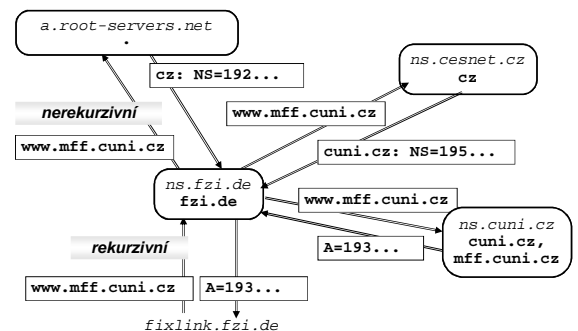 a.root-servers.net
.
cz: NS=192...
ns.cesnet.cz
cz
nerekurzivní
www.mff.cuni.cz
www.mff.cuni.cz
cuni.cz: NS=195...
ns.fzi.de
fzi.de
www.mff.cuni.cz
ns.cuni.cz
cuni.cz,
mff.cuni.cz
A=193...
rekurzivní
www.mff.cuni.cz
A=193...
fixlink.fzi.de